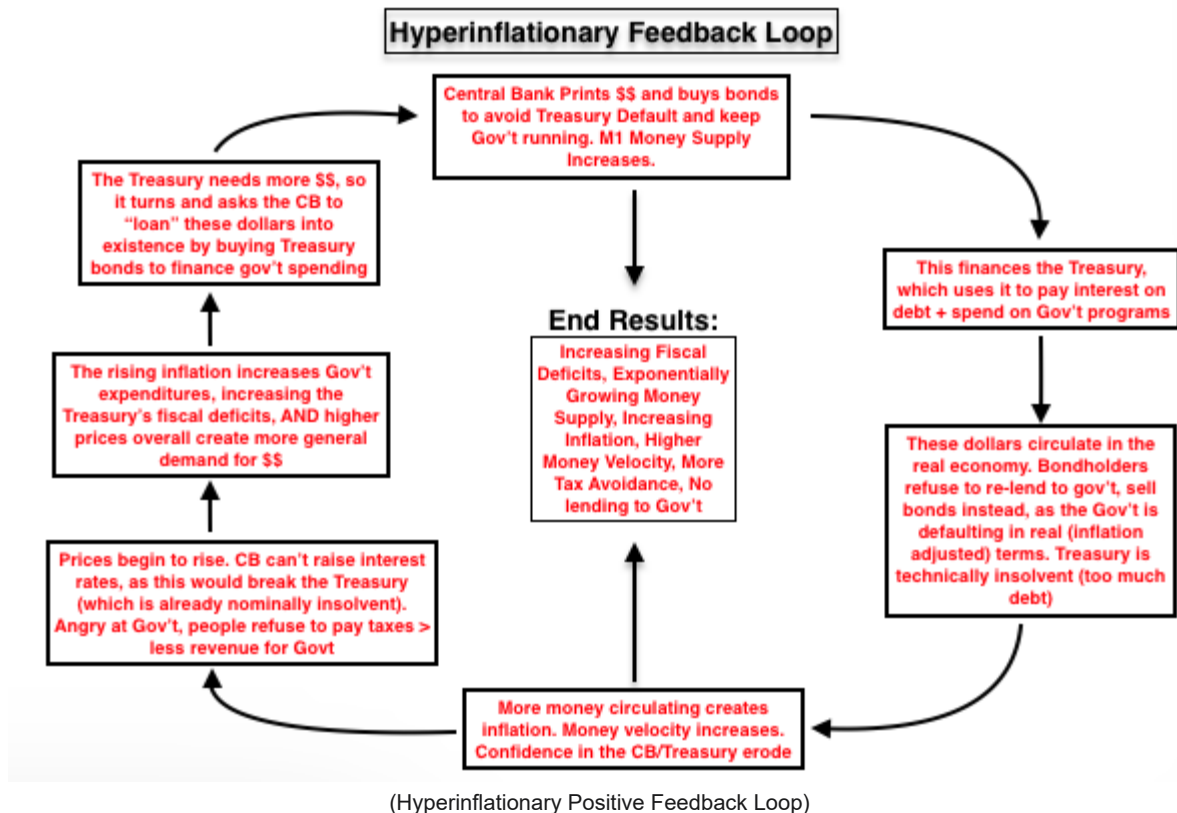 Hyperinflationary Feedback Loop
Central Bank Prints $$ and buys bonds
to avoid Treasury Default and keep
Gov't running. M1 Money Supply
Increases.
This finances the Treasury,
which uses it to pay interest on
debt + spend on Gov't programs
These dollars circulate in the
real economy. Bondholders
refuse to re-lend to gov't, sell
bonds instead, as the Gov't is
defaulting in real (inflation
adjusted) terms. Treasury is
technically insolvent (too much
debt)
More money circulating creates
inflation. Money velocity increases.
Confidence in the CB/Treasury erode
Prices begin to rise. CB can't raise interest
rates, as this would break the Treasury
(which is already nominally insolvent).
Angry at Gov't, people refuse to pay taxes >
less revenue for Govt
The rising inflation increases Gov't
expenditures, increasing the
Treasury's fiscal deficits, AND higher
prices overall create more general
demand for $$
The Treasury needs more $$, so
it turns and asks the CB to
“loan” these dollars into
existence by buying Treasury
bonds to finance gov't spending
End Results:
Increasing Fiscal
Deficits, Exponentially
Growing Money
Supply, Increasing
Inflation, Higher
Money Velocity, More
Tax Avoidance, No
lending to Gov't
(Hyperinflationary Positive Feedback Loop)